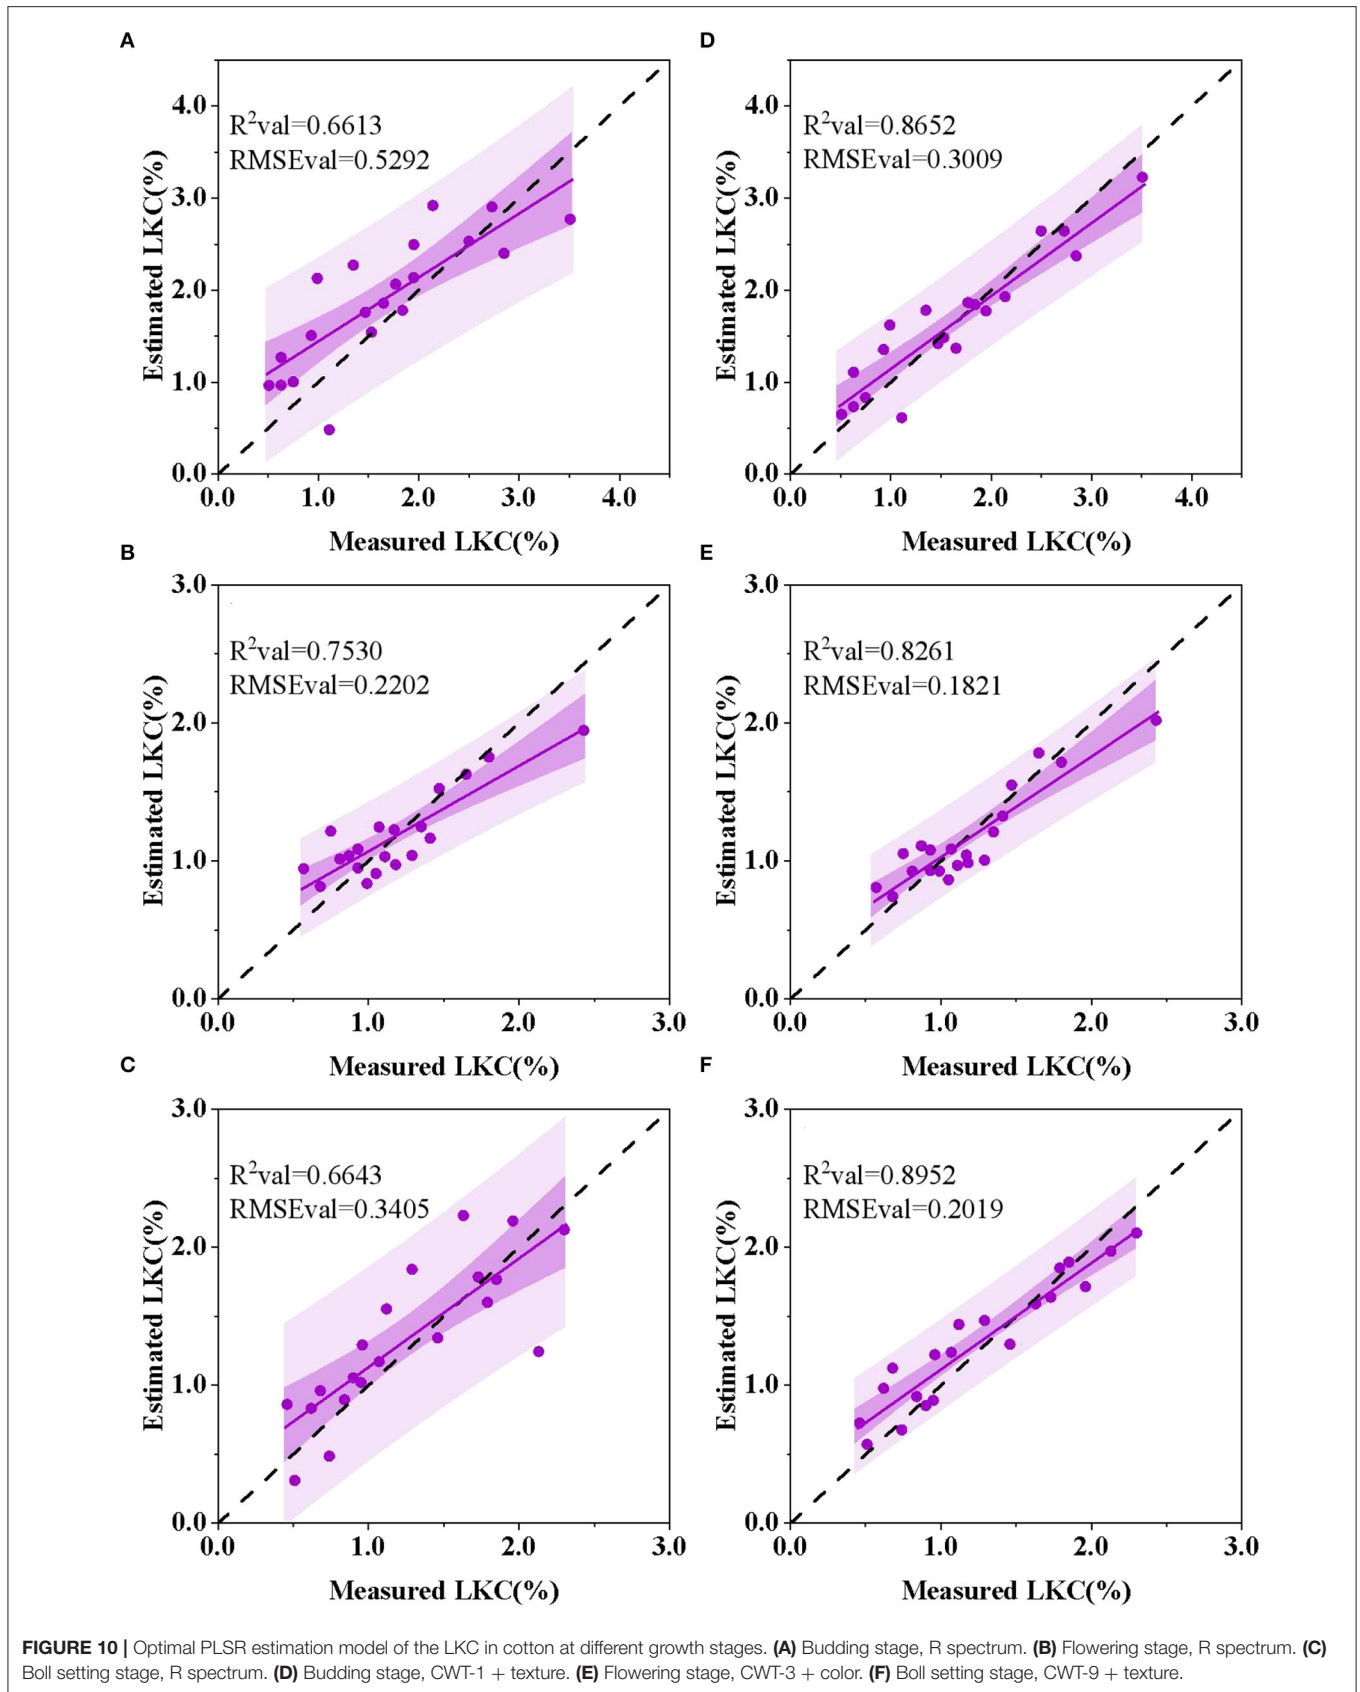 A
R²val=0.6613
RMSEval=0.5292
Estimated LKC(%)
4.0
3.0
2.0
1.0
0.0
0.0 1.0 2.0 3.0 4.0
Measured LKC(%)
D
R²val=0.8652
RMSEval=0.3009
Estimated LKC(%)
4.0
3.0
2.0
1.0
0.0
0.0 1.0 2.0 3.0 4.0
Measured LKC(%)
B
R²val=0.7530
RMSEval=0.2202
Estimated LKC(%)
3.0
2.0
1.0
0.0
0.0 1.0 2.0 3.0
Measured LKC(%)
E
R²val=0.8261
RMSEval=0.1821
Estimated LKC(%)
3.0
2.0
1.0
0.0
0.0 1.0 2.0 3.0
Measured LKC(%)
C
R²val=0.6643
RMSEval=0.3405
Estimated LKC(%)
3.0
2.0
1.0
0.0
0.0 1.0 2.0 3.0
Measured LKC(%)
F
R²val=0.8952
RMSEval=0.2019
Estimated LKC(%)
3.0
2.0
1.0
0.0
0.0 1.0 2.0 3.0
Measured LKC(%)
FIGURE 10 | Optimal PLSR estimation model of the LKC in cotton at different growth stages. (A) Budding stage, R spectrum. (B) Flowering stage, R spectrum. (C)
Boll setting stage, R spectrum. (D) Budding stage, CWT-1 + texture. (E) Flowering stage, CWT-3 + color. (F) Boll setting stage, CWT-9 + texture.